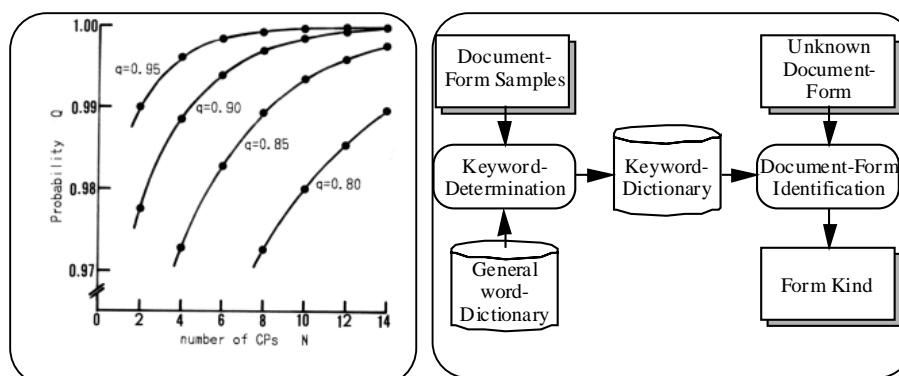 1.00
0.99
0.98
0.97
Probability Q
q=0.95
q=0.90
q=0.85
q=0.80
0 2 4 6 8 10 12 14
number of CPs N
Document-
Form Samples
Unknown
Document-
Form
Keyword-
Determination
Keyword-
Dictionary
Document-Form
Identification
General
word-
Dictionary
Form Kind